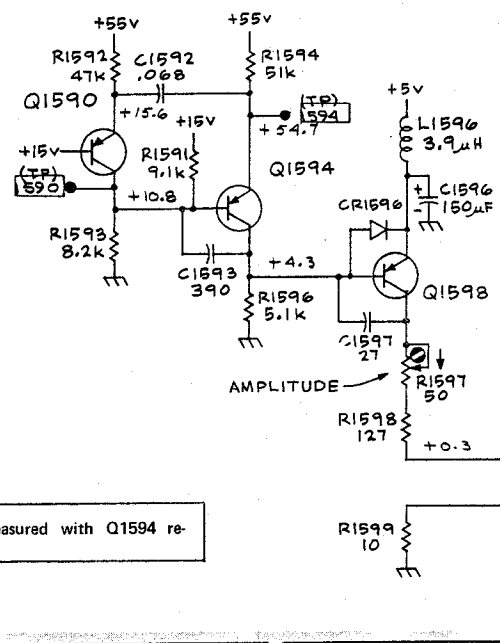 +55v
+55v
R1592
47k
C1592
.068
R1594
51k
+5v
Q1590
+15.6
+15v
(TP)
594
+54.7
L1596
3.9μH
+15v
R1591
9.1k
Q1594
(TP)
590
+10.8
CR1596
+
-
C1596
150μF
R1593
8.2k
C1593
390
+4.3
R1596
5.1k
Q1598
C1597
27
AMPLITUDE
R1597
50
R1598
127
+0.3
easured with Q1594 re-
R1599
10